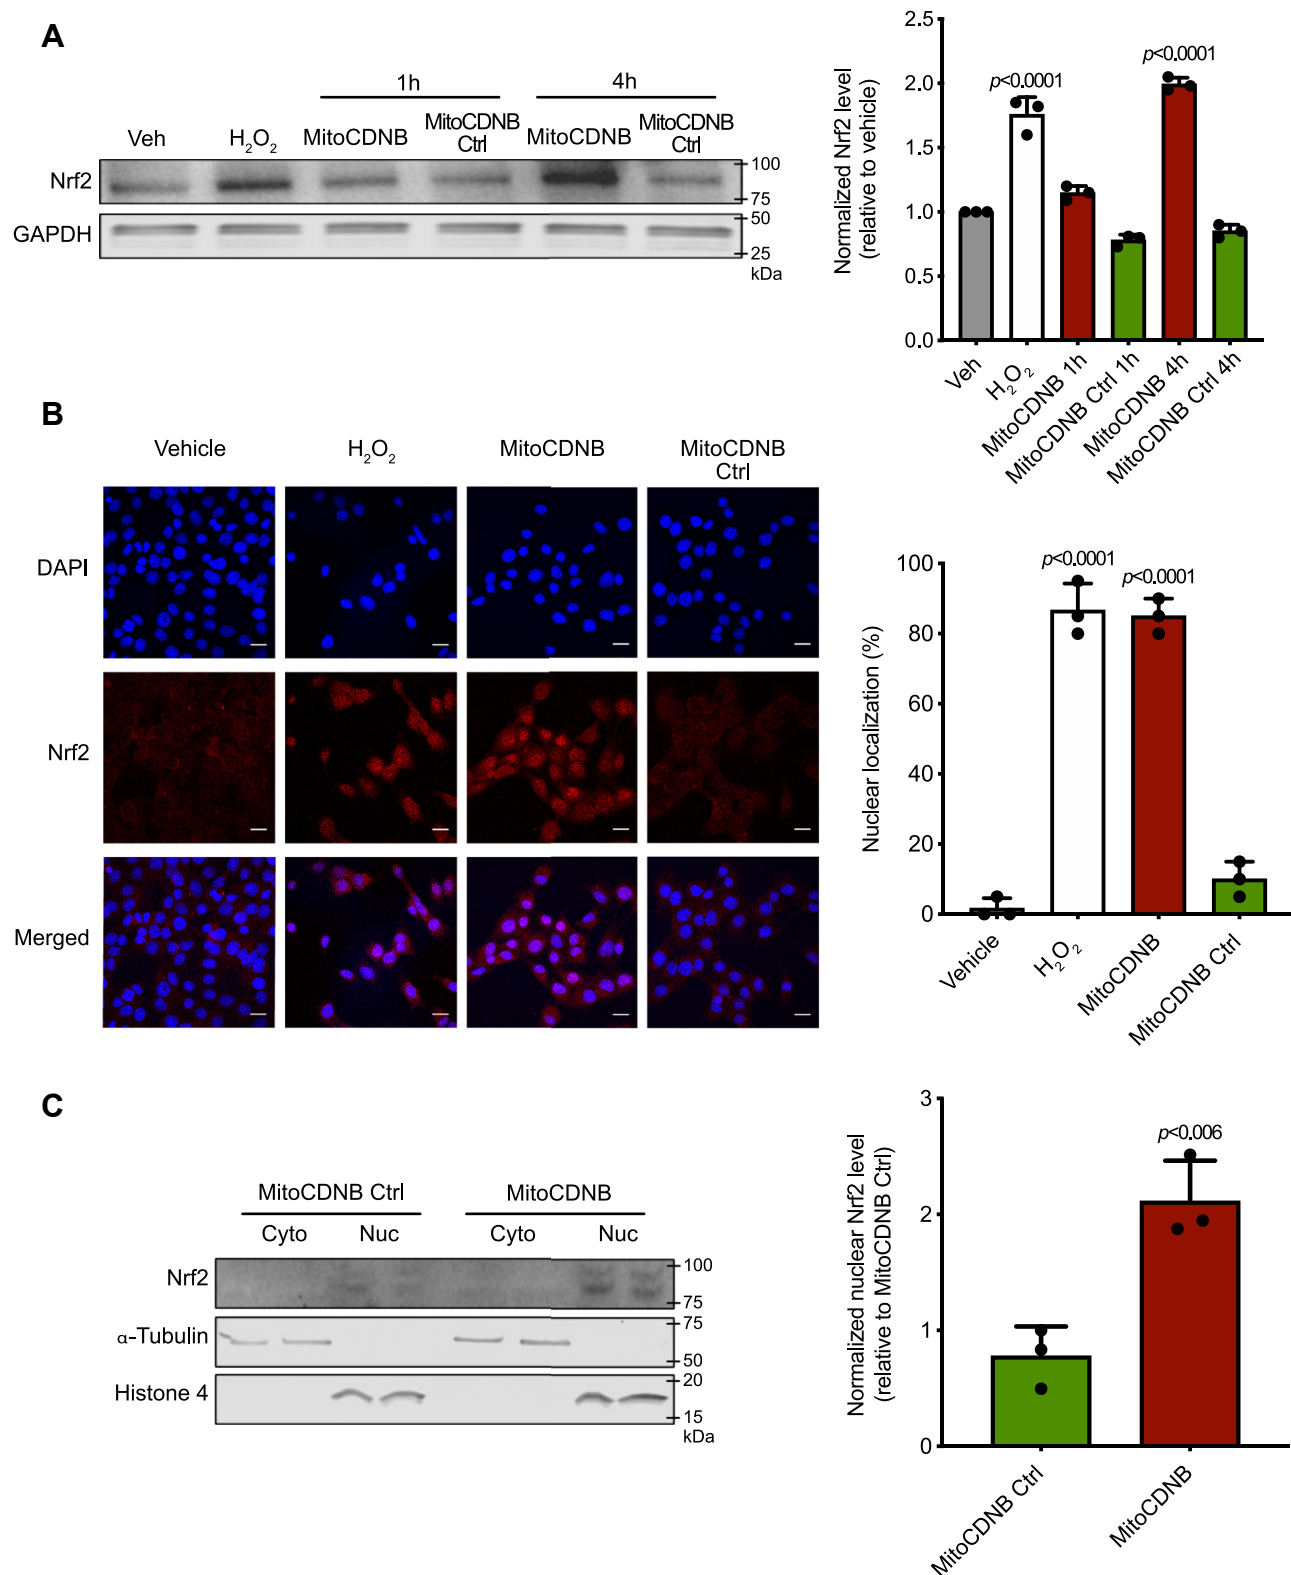 A
1h
4h
Veh
H₂O₂
MitoCDNB
MitoCDNB
Ctrl
MitoCDNB
MitoCDNB
Ctrl
Nrf2
100
75
GAPDH
50
25
kDa
Normalized Nrf2 level
(relative to vehicle)
2.5
2.0
1.5
1.0
0.5
0.0
p<0.0001
p<0.0001
Veh
H₂O₂
MitoCDNB 1h
MitoCDNB Ctrl 1h
MitoCDNB 4h
MitoCDNB Ctrl 4h
B
Vehicle
H₂O₂
MitoCDNB
MitoCDNB
Ctrl
DAPI
Nrf2
Merged
Nuclear localization (%)
100
80
60
40
20
0
p<0.0001
p<0.0001
Vehicle
H₂O₂
MitoCDNB
MitoCDNB Ctrl
C
MitoCDNB Ctrl
MitoCDNB
Cyto
Nuc
Cyto
Nuc
Nrf2
100
75
α-Tubulin
75
50
Histone 4
20
15
kDa
Normalized nuclear Nrf2 level
(relative to MitoCDNB Ctrl)
3
2
1
0
p<0.006
MitoCDNB Ctrl
MitoCDNB